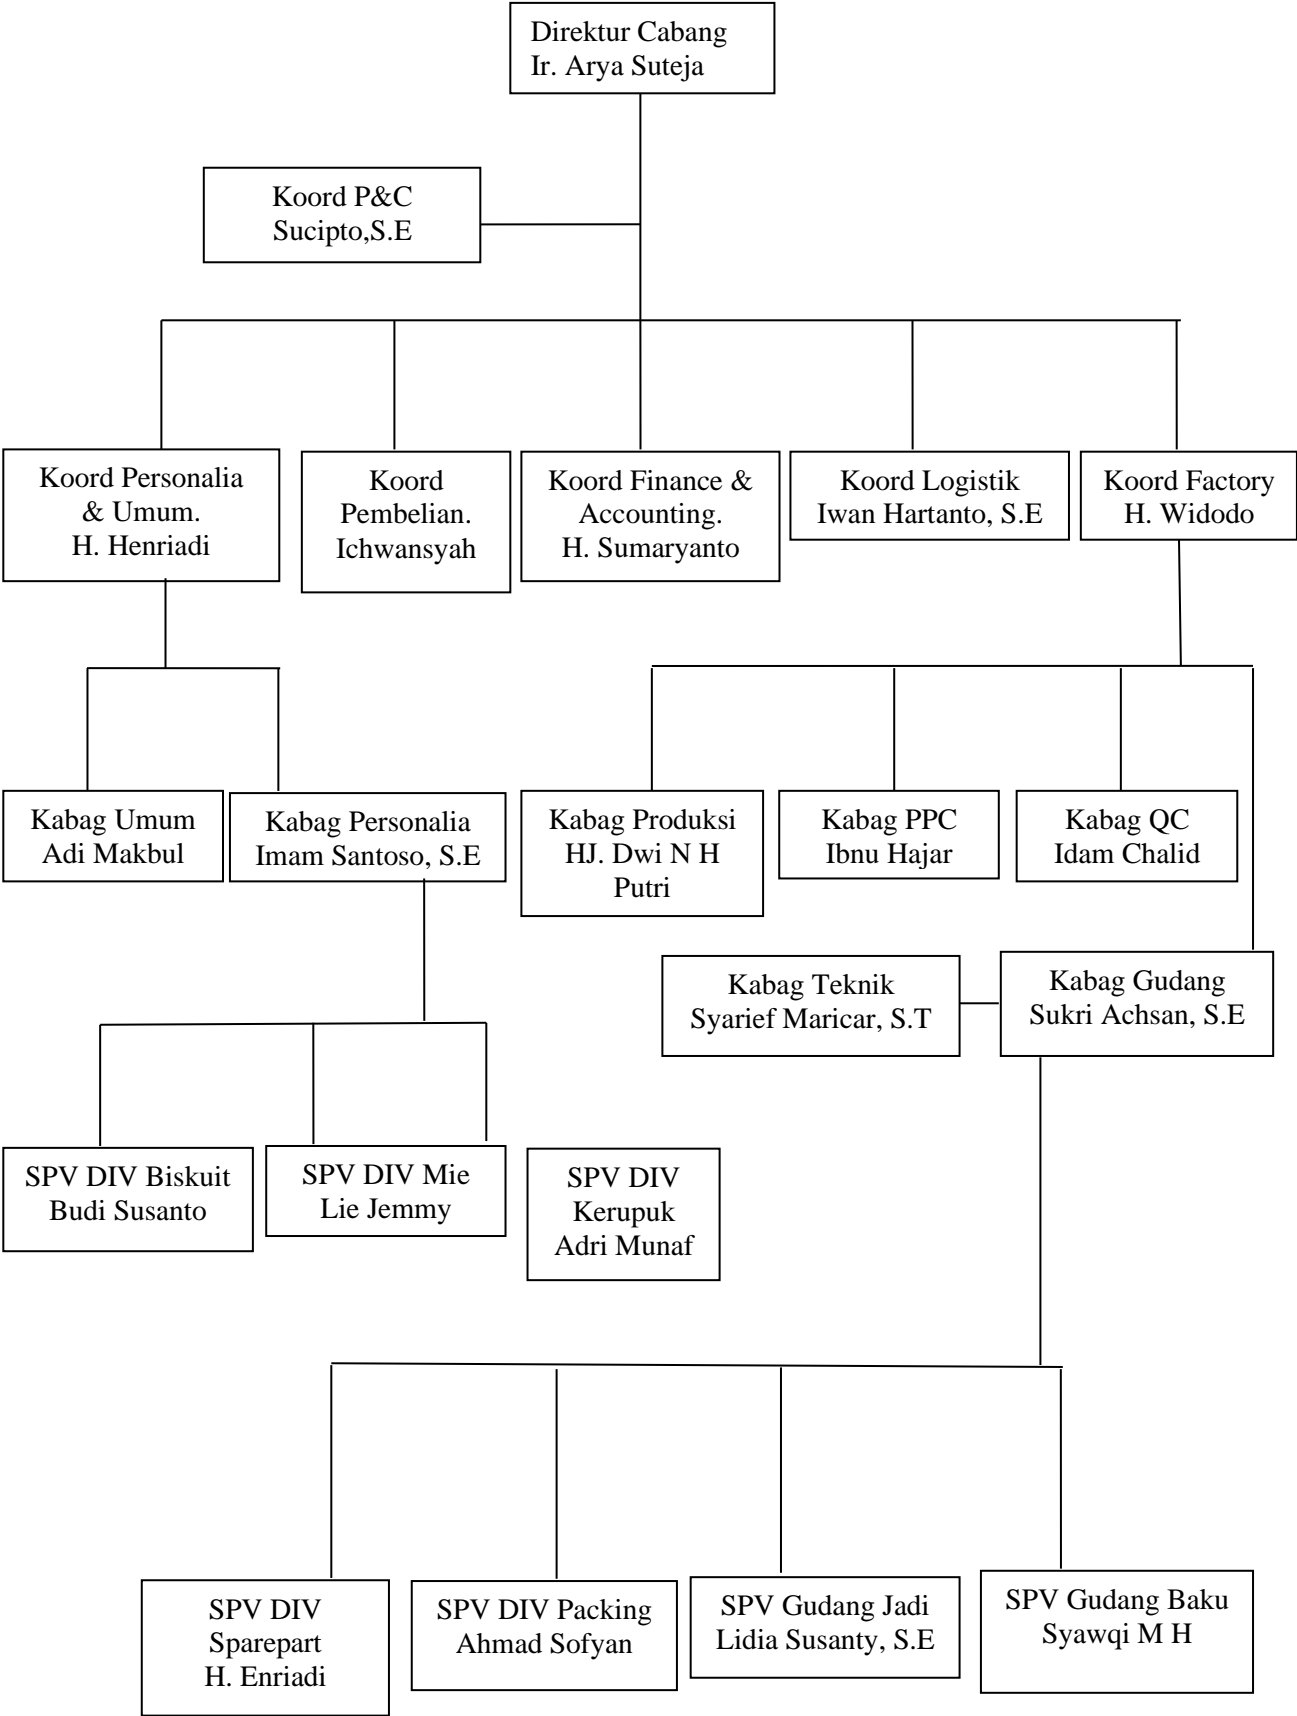 Direktur Cabang
Ir. Arya Suteja
Koord P&C
Sucipto,S.E
Koord Personalia
& Umum.
H. Henriadi
Koord
Pembelian.
Ichwansyah
Koord Finance &
Accounting.
H. Sumaryanto
Koord Logistik
Iwan Hartanto, S.E
Koord Factory
H. Widodo
Kabag Umum
Adi Makbul
Kabag Personalia
Imam Santoso, S.E
Kabag Produksi
HJ. Dwi N H
Putri
Kabag PPC
Ibnu Hajar
Kabag QC
Idam Chalid
Kabag Teknik
Syarief Maricar, S.T
Kabag Gudang
Sukri Achsan, S.E
SPV DIV Biskuit
Budi Susanto
SPV DIV Mie
Lie Jemmy
SPV DIV
Kerupuk
Adri Munaf
SPV DIV
Sparepart
H. Enriadi
SPV DIV Packing
Ahmad Sofyan
SPV Gudang Jadi
Lidia Susanty, S.E
SPV Gudang Baku
Syawqi M H